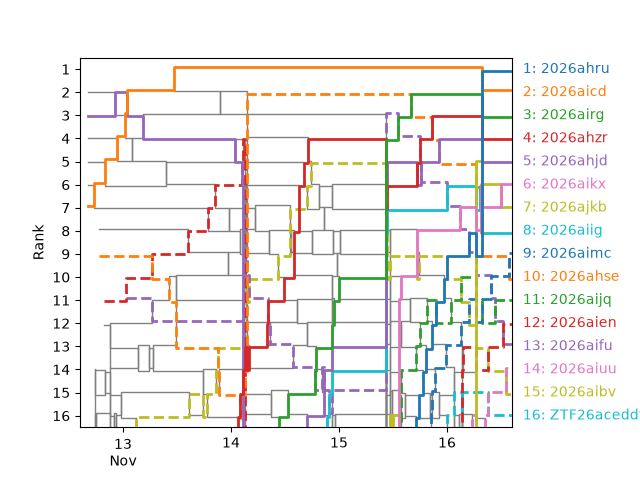 1
2
3
4
5
6
7
8
9
10
11
12
13
14
15
16
Rank
13
14
15
16
Nov
1: 2026ahru
2: 2026aicd
3: 2026airg
4: 2026ahzr
5: 2026ahjd
6: 2026aikx
7: 2026ajkb
8: 2026aiig
9: 2026aimc
10: 2026ahse
11: 2026aijq
12: 2026aien
13: 2026aifu
14: 2026aiuu
15: 2026aibv
16: ZTF26acedd